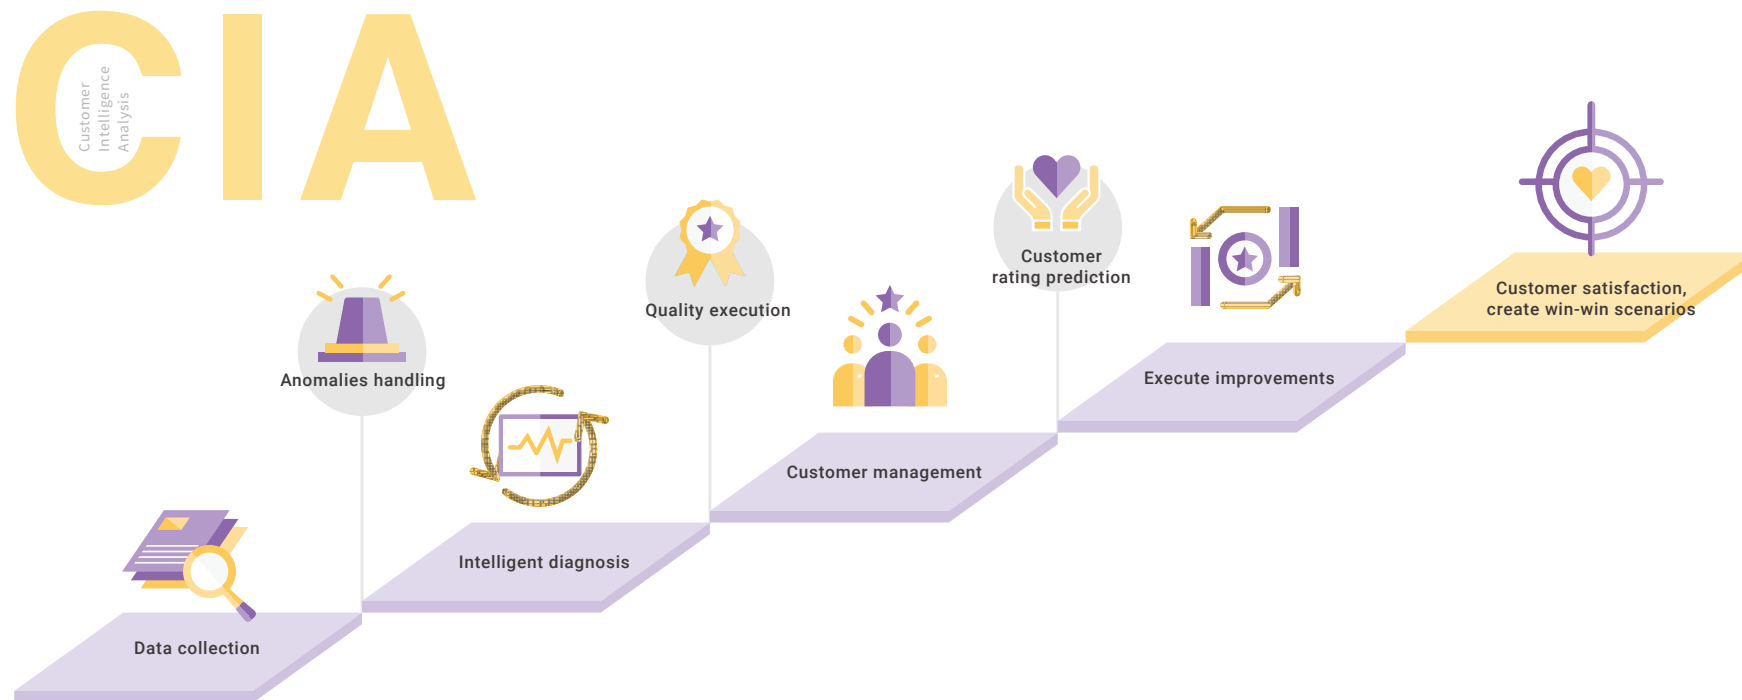 CIA
Customer
Intelligence
Analysis
Customer
rating prediction
Customer satisfaction,
create win-win scenarios
Quality execution
Anomalies handling
Execute improvements
Customer management
Intelligent diagnosis
Data collection